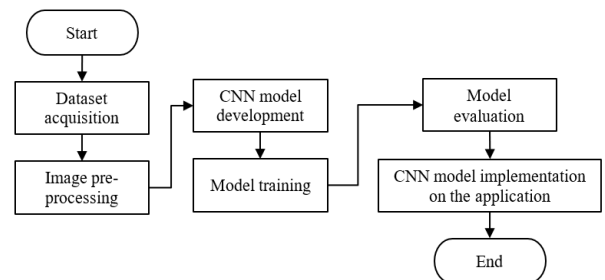 Start
Dataset
acquisition
Image pre-
processing
CNN model
development
Model training
Model
evaluation
CNN model implementation
on the application
End